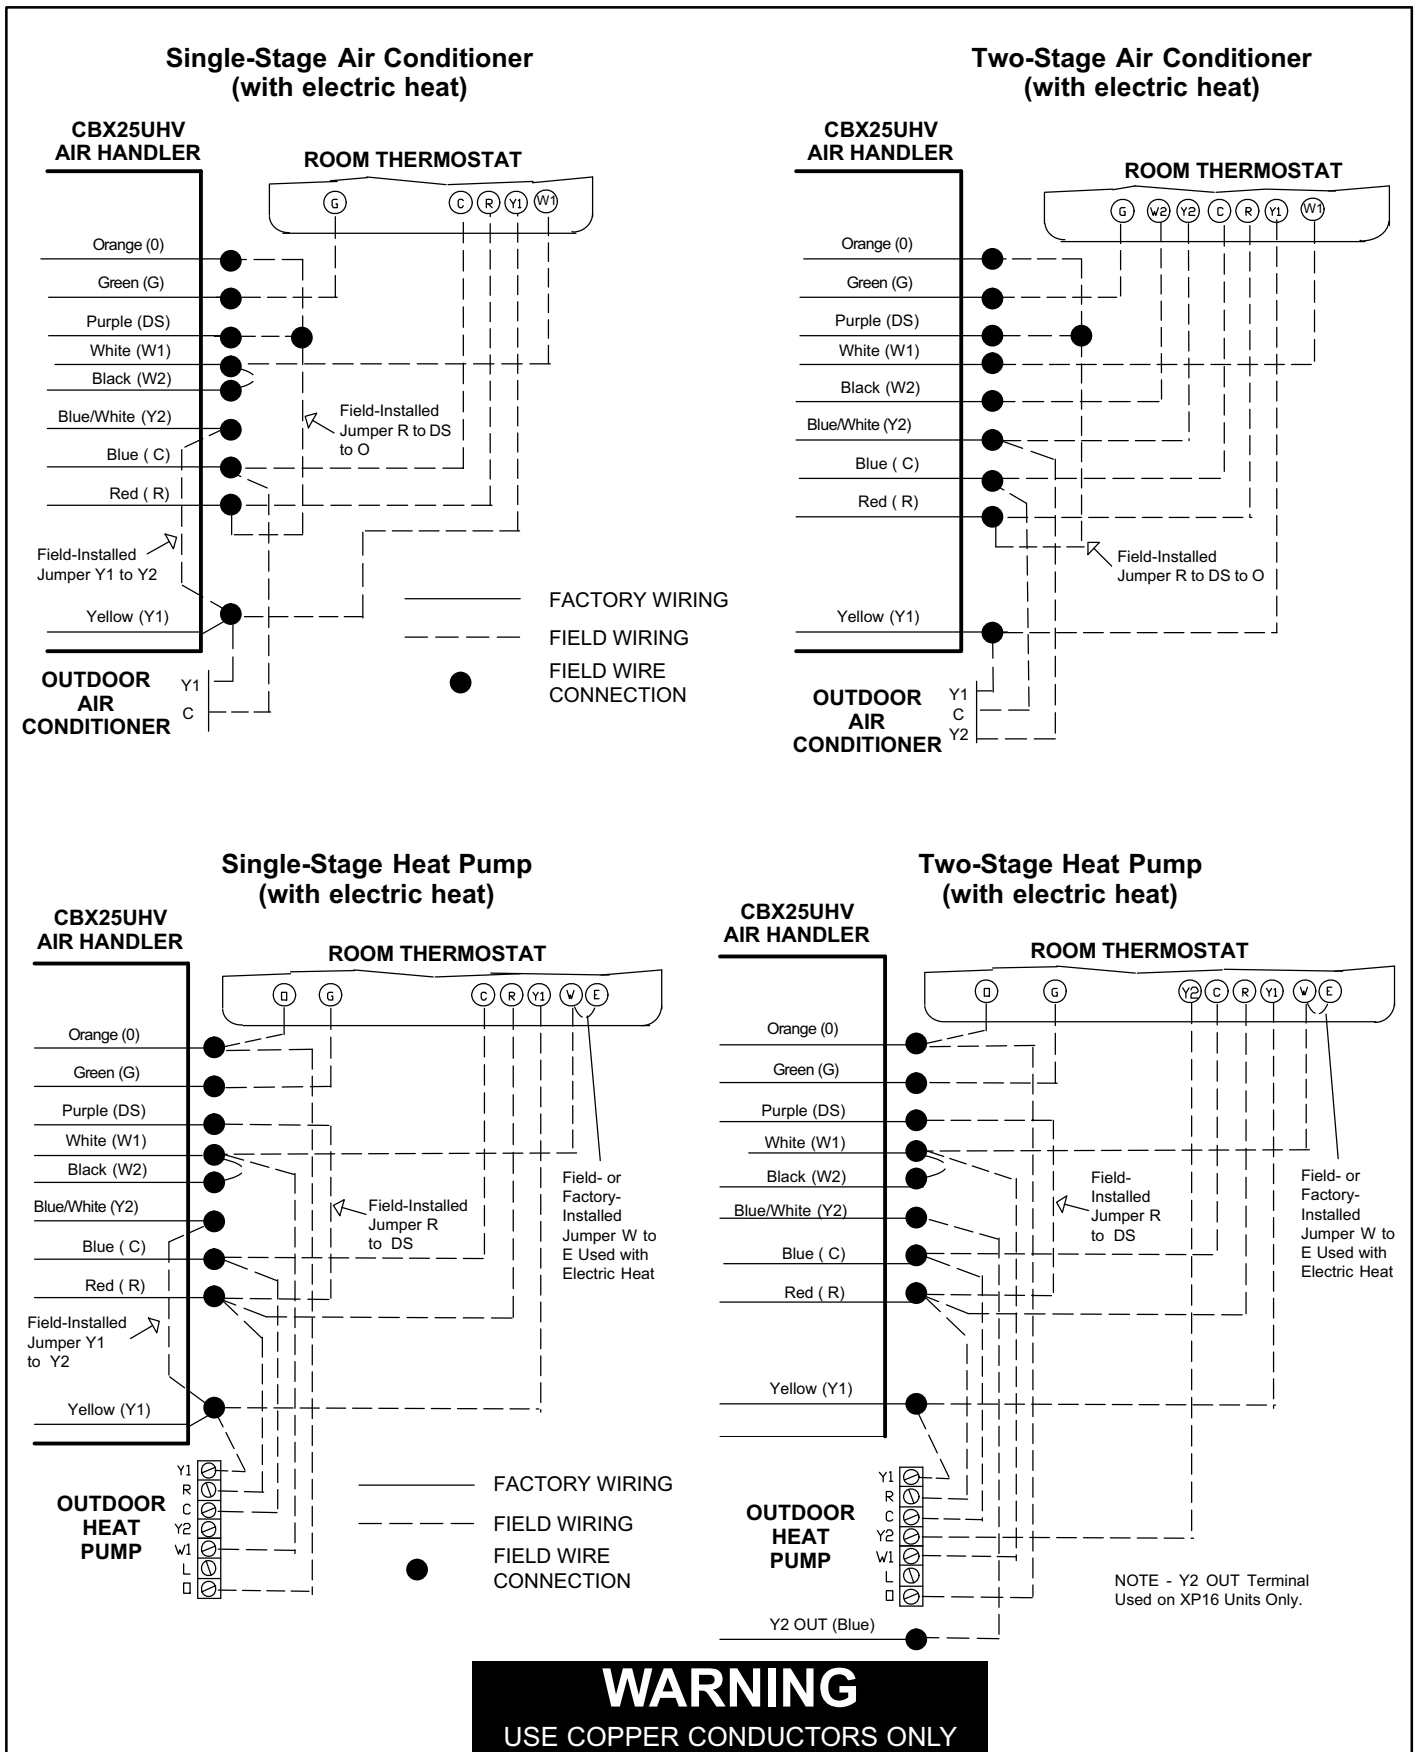 Single-Stage Air Conditioner
(with electric heat)
CBX25UHV
AIR HANDLER
ROOM THERMOSTAT
G
C
R
Y1
W1
Orange (0)
Green (G)
Purple (DS)
White (W1)
Black (W2)
Blue/White (Y2)
Blue ( C)
Red ( R)
Yellow (Y1)
Field-Installed
Jumper R to DS
to O
Field-Installed
Jumper Y1 to Y2
OUTDOOR
AIR
CONDITIONER
Y1
C
FACTORY WIRING
FIELD WIRING
FIELD WIRE
CONNECTION
Two-Stage Air Conditioner
(with electric heat)
CBX25UHV
AIR HANDLER
ROOM THERMOSTAT
G
W2
Y2
C
R
Y1
W1
Orange (0)
Green (G)
Purple (DS)
White (W1)
Black (W2)
Blue/White (Y2)
Blue ( C)
Red ( R)
Yellow (Y1)
Field-Installed
Jumper R to DS to O
OUTDOOR
AIR
CONDITIONER
Y1
C
Y2
Single-Stage Heat Pump
(with electric heat)
CBX25UHV
AIR HANDLER
ROOM THERMOSTAT
O
G
C
R
Y1
W
E
Orange (0)
Green (G)
Purple (DS)
White (W1)
Black (W2)
Blue/White (Y2)
Blue ( C)
Red ( R)
Yellow (Y1)
Field-Installed
Jumper R
to DS
Field- or
Factory-
Installed
Jumper W to
E Used with
Electric Heat
Field-Installed
Jumper Y1
to Y2
OUTDOOR
HEAT
PUMP
Y1
R
C
Y2
W1
L
O
FACTORY WIRING
FIELD WIRING
FIELD WIRE
CONNECTION
Two-Stage Heat Pump
(with electric heat)
CBX25UHV
AIR HANDLER
ROOM THERMOSTAT
O
G
Y2
C
R
Y1
W
E
Orange (0)
Green (G)
Purple (DS)
White (W1)
Black (W2)
Blue/White (Y2)
Blue ( C)
Red ( R)
Yellow (Y1)
Field-
Installed
Jumper R
to DS
Field- or
Factory-
Installed
Jumper W to
E Used with
Electric Heat
OUTDOOR
HEAT
PUMP
Y1
R
C
Y2
W1
L
O
Y2 OUT (Blue)
NOTE - Y2 OUT Terminal
Used on XP16 Units Only.
WARNING
USE COPPER CONDUCTORS ONLY